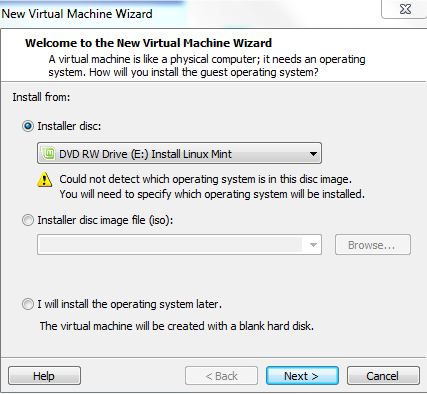 New Virtual Machine Wizard
Welcome to the New Virtual Machine Wizard
A virtual machine is like a physical computer; it needs an operating
system. How will you install the guest operating system?
Install from:
Installer disc:
DVD RW Drive (E:) Install Linux Mint
Could not detect which operating system is in this disc image.
You will need to specify which operating system will be installed.
Installer disc image file (iso):
Browse...
I will install the operating system later.
The virtual machine will be created with a blank hard disk.
Help
< Back
Next >
Cancel